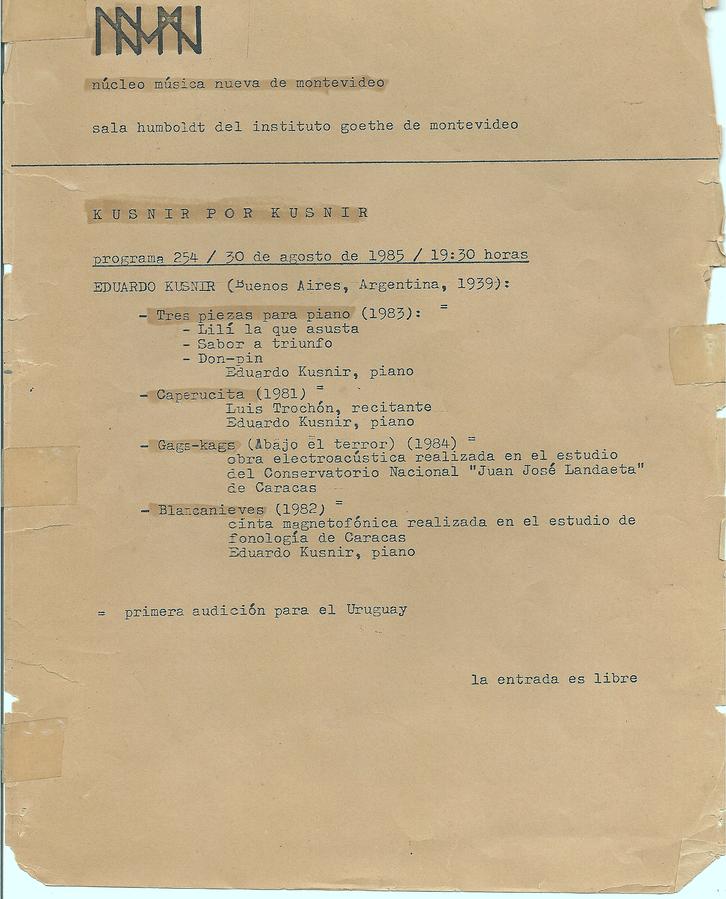 NMN
núcleo música nueva de montevideo
sala humboldt del instituto goethe de montevideo
KUSNIR POR KUSNIR
programa 254 / 30 de agosto de 1985 / 19:30 horas
EDUARDO KUSNIR (Buenos Aires, Argentina, 1939):
- Tres piezas para piano (1983): =
- Lilí la que asusta
- Sabor a triunfo
- Don-pin
Eduardo Kusnir, piano
- Caperucita (1981) =
Luis Trochón, recitante
Eduardo Kusnir, piano
- Gags-kags (Abajo el terror) (1984) =
obra electroacústica realizada en el estudio
del Conservatorio Nacional "Juan José Landaeta"
de Caracas
- Blancanieves (1982) =
cinta magnetofónica realizada en el estudio de
fonología de Caracas
Eduardo Kusnir, piano
= primera audición para el Uruguay
la entrada es libre